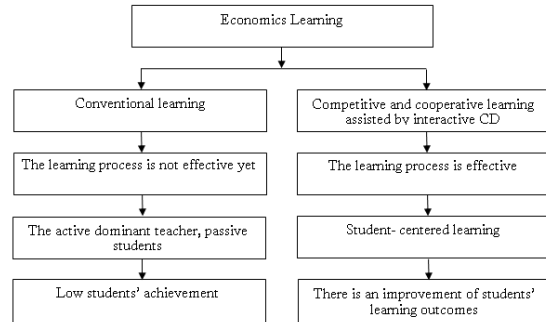 Economics Learning
Conventional learning
Competitive and cooperative learning
assisted by interactive CD
The learning process is not effective yet
The learning process is effective
The active dominant teacher, passive
students
Student- centered learning
Low students’ achievement
There is an improvement of students’
learning outcomes